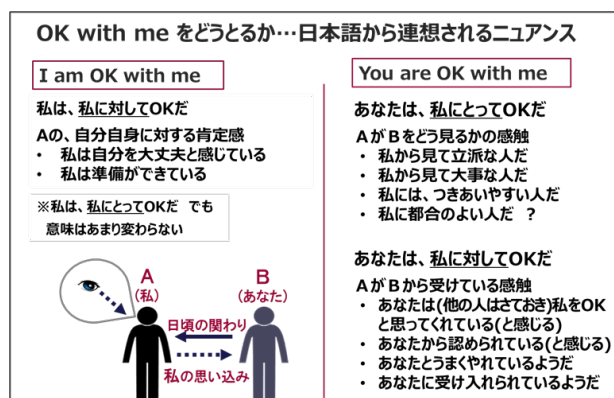 OK with me をどうとるか…日本語から連想されるニュアンス
I am OK with me
私は、私に対してOKだ
Aの、自分自身に対する肯定感
・ 私は自分を大丈夫と感じている
・ 私は準備ができている
※私は、私にとってOKだ でも
意味はあまり変わらない
A
(私)
B
(あなた)
日頃の関わり
私の思い込み
You are OK with me
あなたは、私にとってOKだ
AがBをどう見るかの感触
・ 私から見て立派な人だ
・ 私から見て大事な人だ
・ 私には、つきあいやすい人だ
・ 私に都合のよい人だ ?
あなたは、私に対してOKだ
AがBから受けている感触
・ あなたは(他の人はさておき)私をOK
と思ってくれている(と感じる)
・ あなたから認められている(と感じる)
・ あなたとうまくやれているようだ
・ あなたに受け入れられているようだ